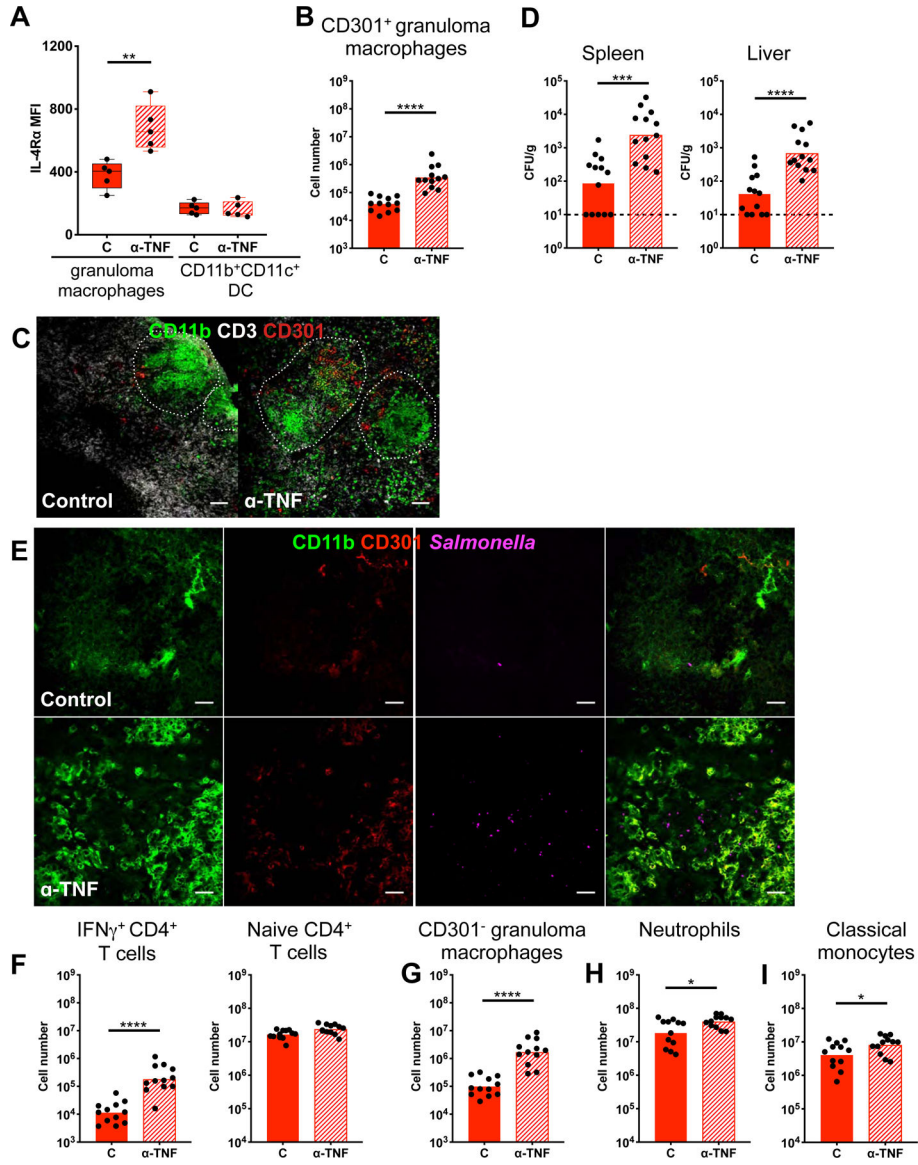 A
IL-4Rα MFI
1200
800
400
0
**
C
α-TNF
C
α-TNF
granuloma
macrophages
CD11b⁺CD11c⁺
DC
B
CD301⁺ granuloma
macrophages
Cell number
10⁹
10⁸
10⁷
10⁶
10⁵
10⁴
10³
****
C
α-TNF
D
Spleen
CFU/g
10⁵
10⁴
10³
10²
10¹
10⁰
***
C
α-TNF
Liver
CFU/g
10⁵
10⁴
10³
10²
10¹
10⁰
****
C
α-TNF
C
CD11b CD3 CD301
Control
α-TNF
E
CD11b CD301 Salmonella
Control
α-TNF
F
IFNγ⁺ CD4⁺
T cells
Cell number
10⁹
10⁸
10⁷
10⁶
10⁵
10⁴
10³
****
C
α-TNF
Naive CD4⁺
T cells
Cell number
10⁹
10⁸
10⁷
10⁶
10⁵
10⁴
C
α-TNF
G
CD301⁻ granuloma
macrophages
Cell number
10⁹
10⁸
10⁷
10⁶
10⁵
10⁴
10³
****
C
α-TNF
H
Neutrophils
Cell number
10⁹
10⁸
10⁷
10⁶
10⁵
10⁴
*
C
α-TNF
I
Classical
monocytes
Cell number
10⁹
10⁸
10⁷
10⁶
10⁵
10⁴
*
C
α-TNF